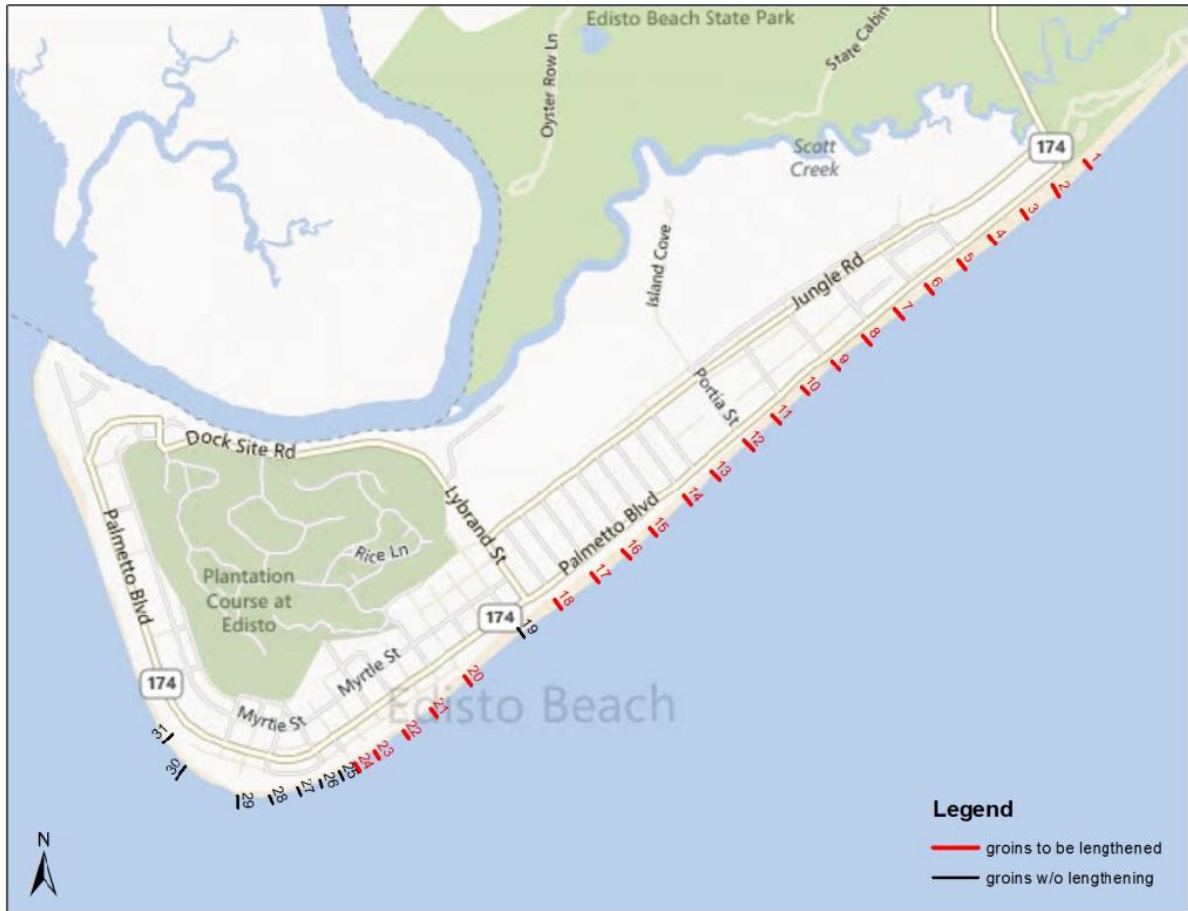 Edisto Beach State Park
Oyster Row Ln
State Cabin
Scott
Creek
174
Island Cove
Jungle Rd
Portia St
Dock Site Rd
Lybrand St
Palmetto Blvd
Palmetto Blvd
Rice Ln
Plantation
Course at
Edisto
174
Myrtle St
174
Myrtle St
Edisto Beach
1
2
3
4
5
6
7
8
9
10
11
12
13
14
15
16
17
18
19
20
21
22
23
24
25
26
27
28
29
30
31
N
Legend
groins to be lengthened
groins w/o lengthening